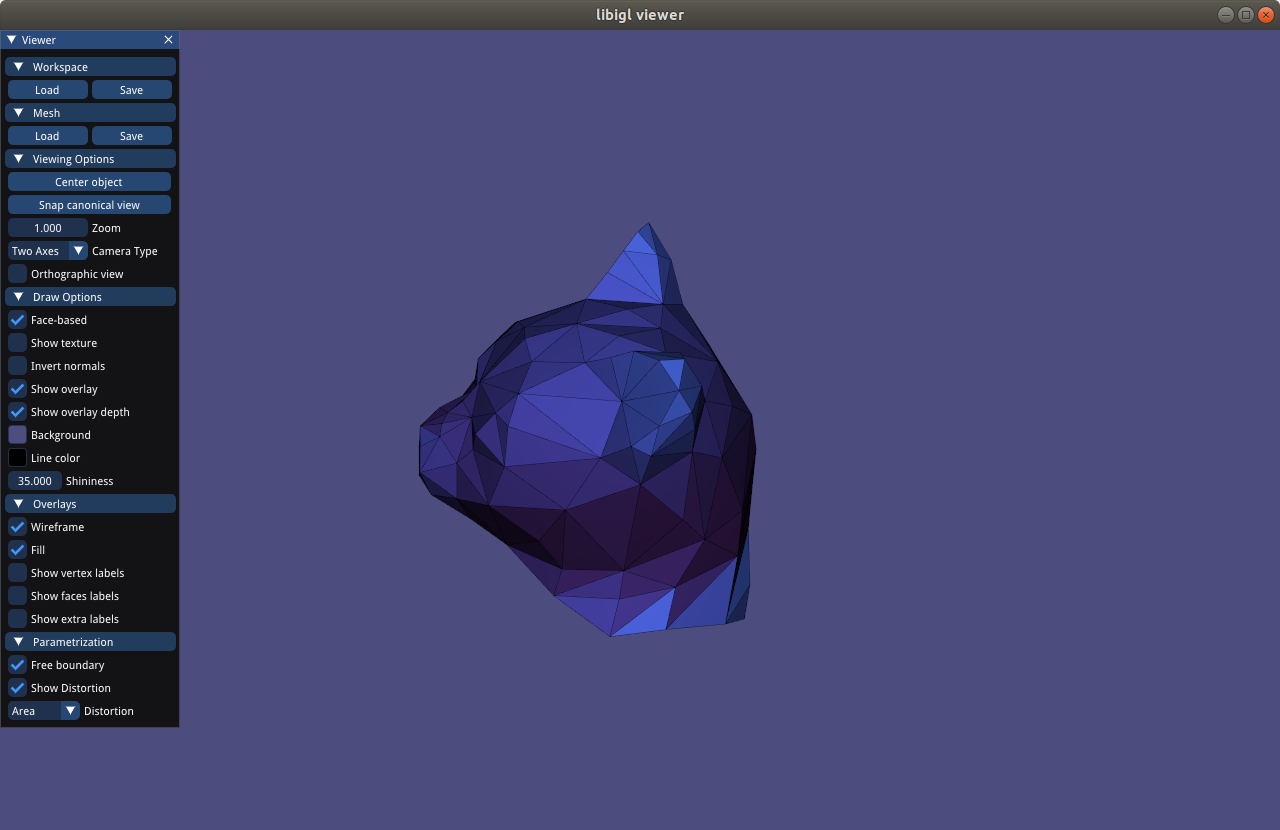 libigl viewer
Viewer
Workspace
Load Save
Mesh
Load Save
Viewing Options
Center object
Snap canonical view
1.000 Zoom
Two Axes Camera Type
Orthographic view
Draw Options
Face-based
Show texture
Invert normals
Show overlay
Show overlay depth
Background
Line color
35.000 Shininess
Overlays
Wireframe
Fill
Show vertex labels
Show faces labels
Show extra labels
Parametrization
Free boundary
Show Distortion
Area Distortion